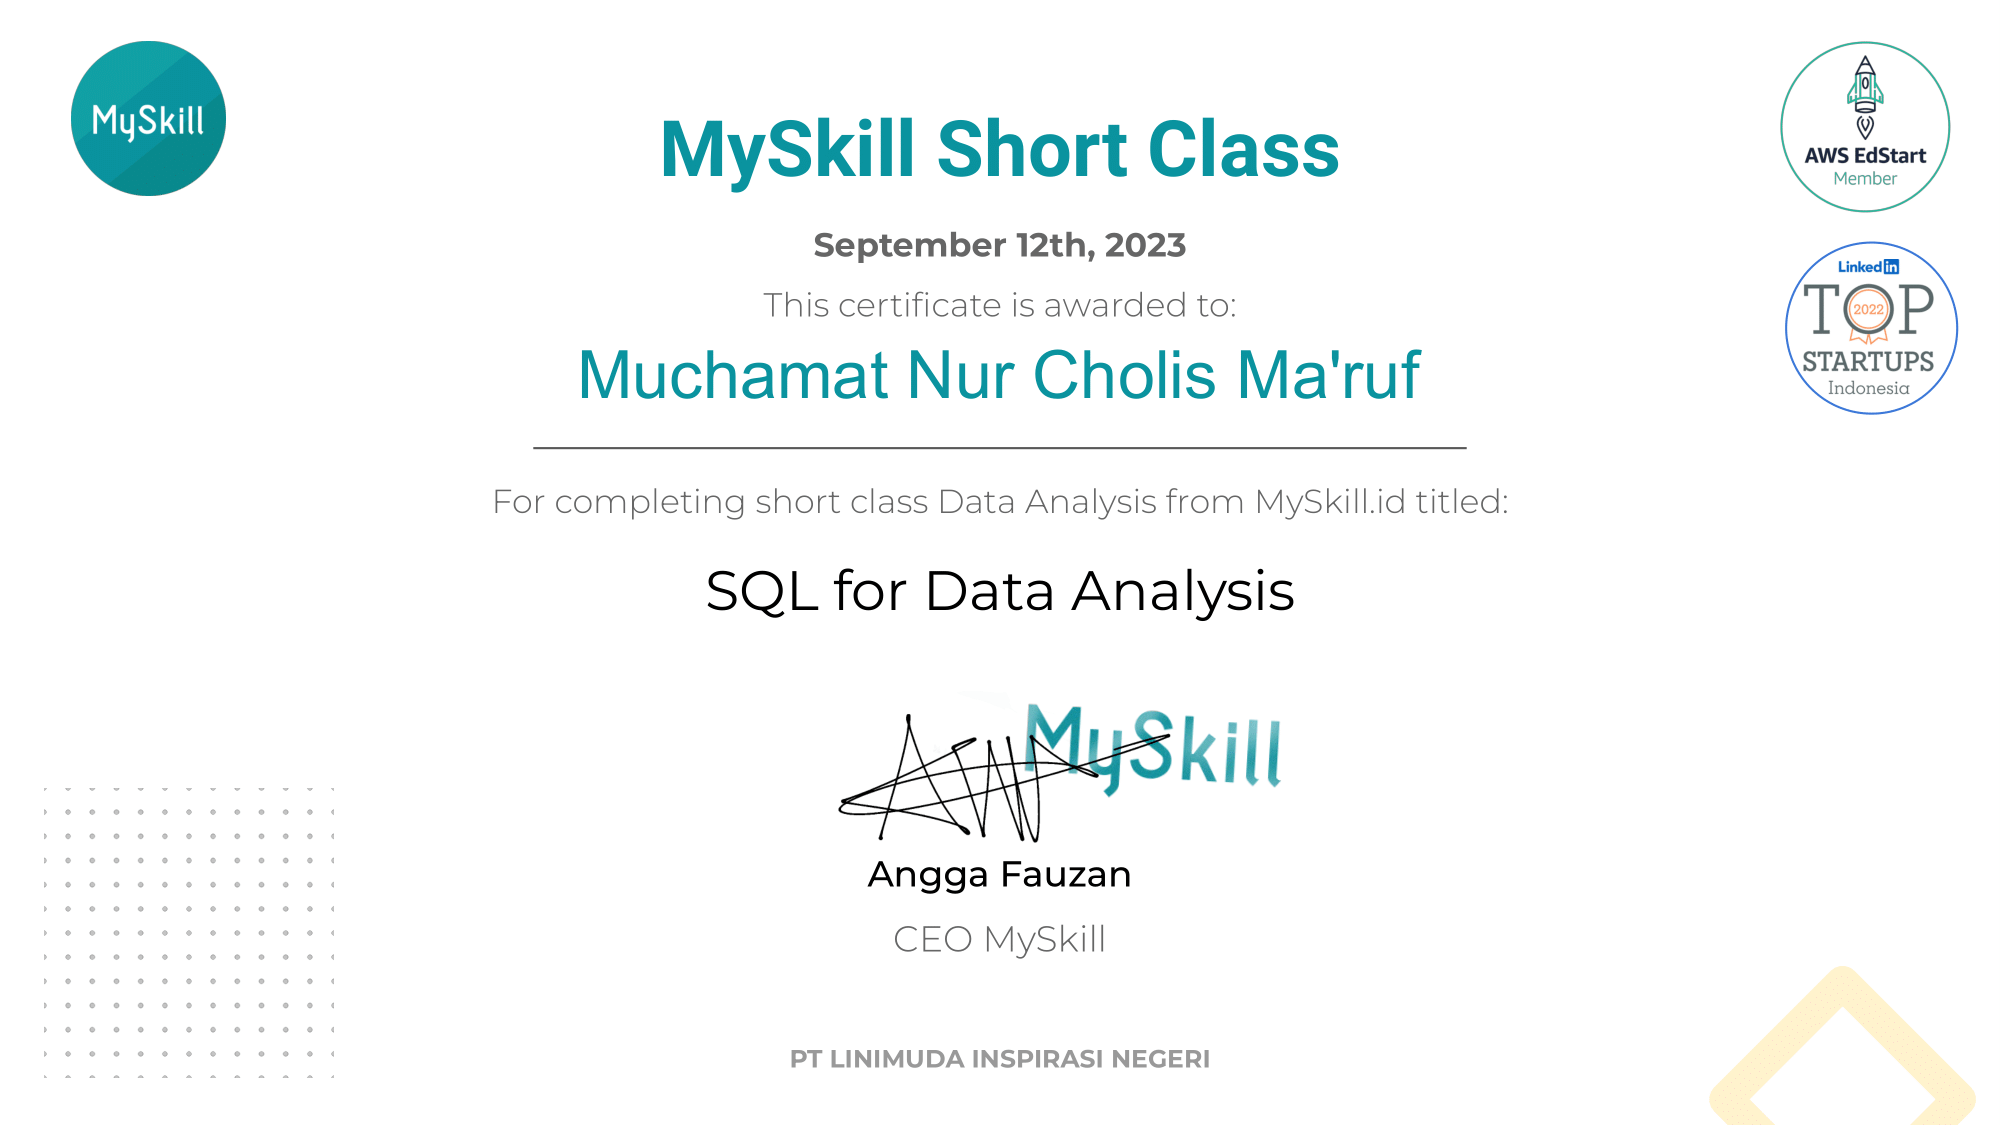 MySkill
AWS EdStart
Member
LinkedIn
TOP
2022
STARTUPS
Indonesia
MySkill Short Class
September 12th, 2023
This certificate is awarded to:
Muchamat Nur Cholis Ma'ruf
For completing short class Data Analysis from MySkill.id titled:
SQL for Data Analysis
MySkill
Angga Fauzan
CEO MySkill
PT LINIMUDA INSPIRASI NEGERI